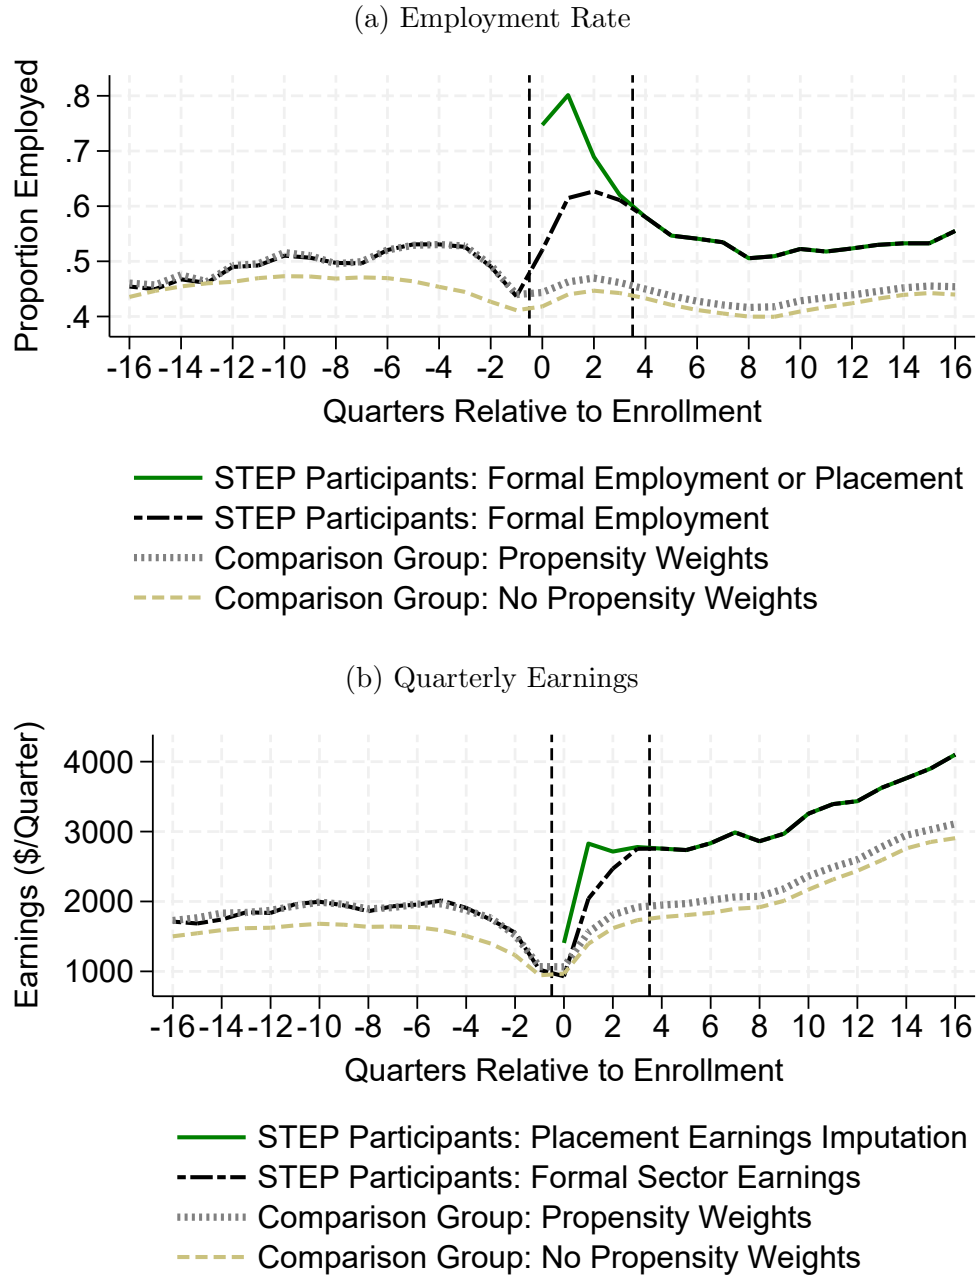 (a) Employment Rate
Proportion Employed
.8
.7
.6
.5
.4
-16 -14 -12 -10 -8 -6 -4 -2 0 2 4 6 8 10 12 14 16
Quarters Relative to Enrollment
STEP Participants: Formal Employment or Placement
STEP Participants: Formal Employment
Comparison Group: Propensity Weights
Comparison Group: No Propensity Weights
(b) Quarterly Earnings
Earnings ($/Quarter)
4000
3000
2000
1000
-16 -14 -12 -10 -8 -6 -4 -2 0 2 4 6 8 10 12 14 16
Quarters Relative to Enrollment
STEP Participants: Placement Earnings Imputation
STEP Participants: Formal Sector Earnings
Comparison Group: Propensity Weights
Comparison Group: No Propensity Weights